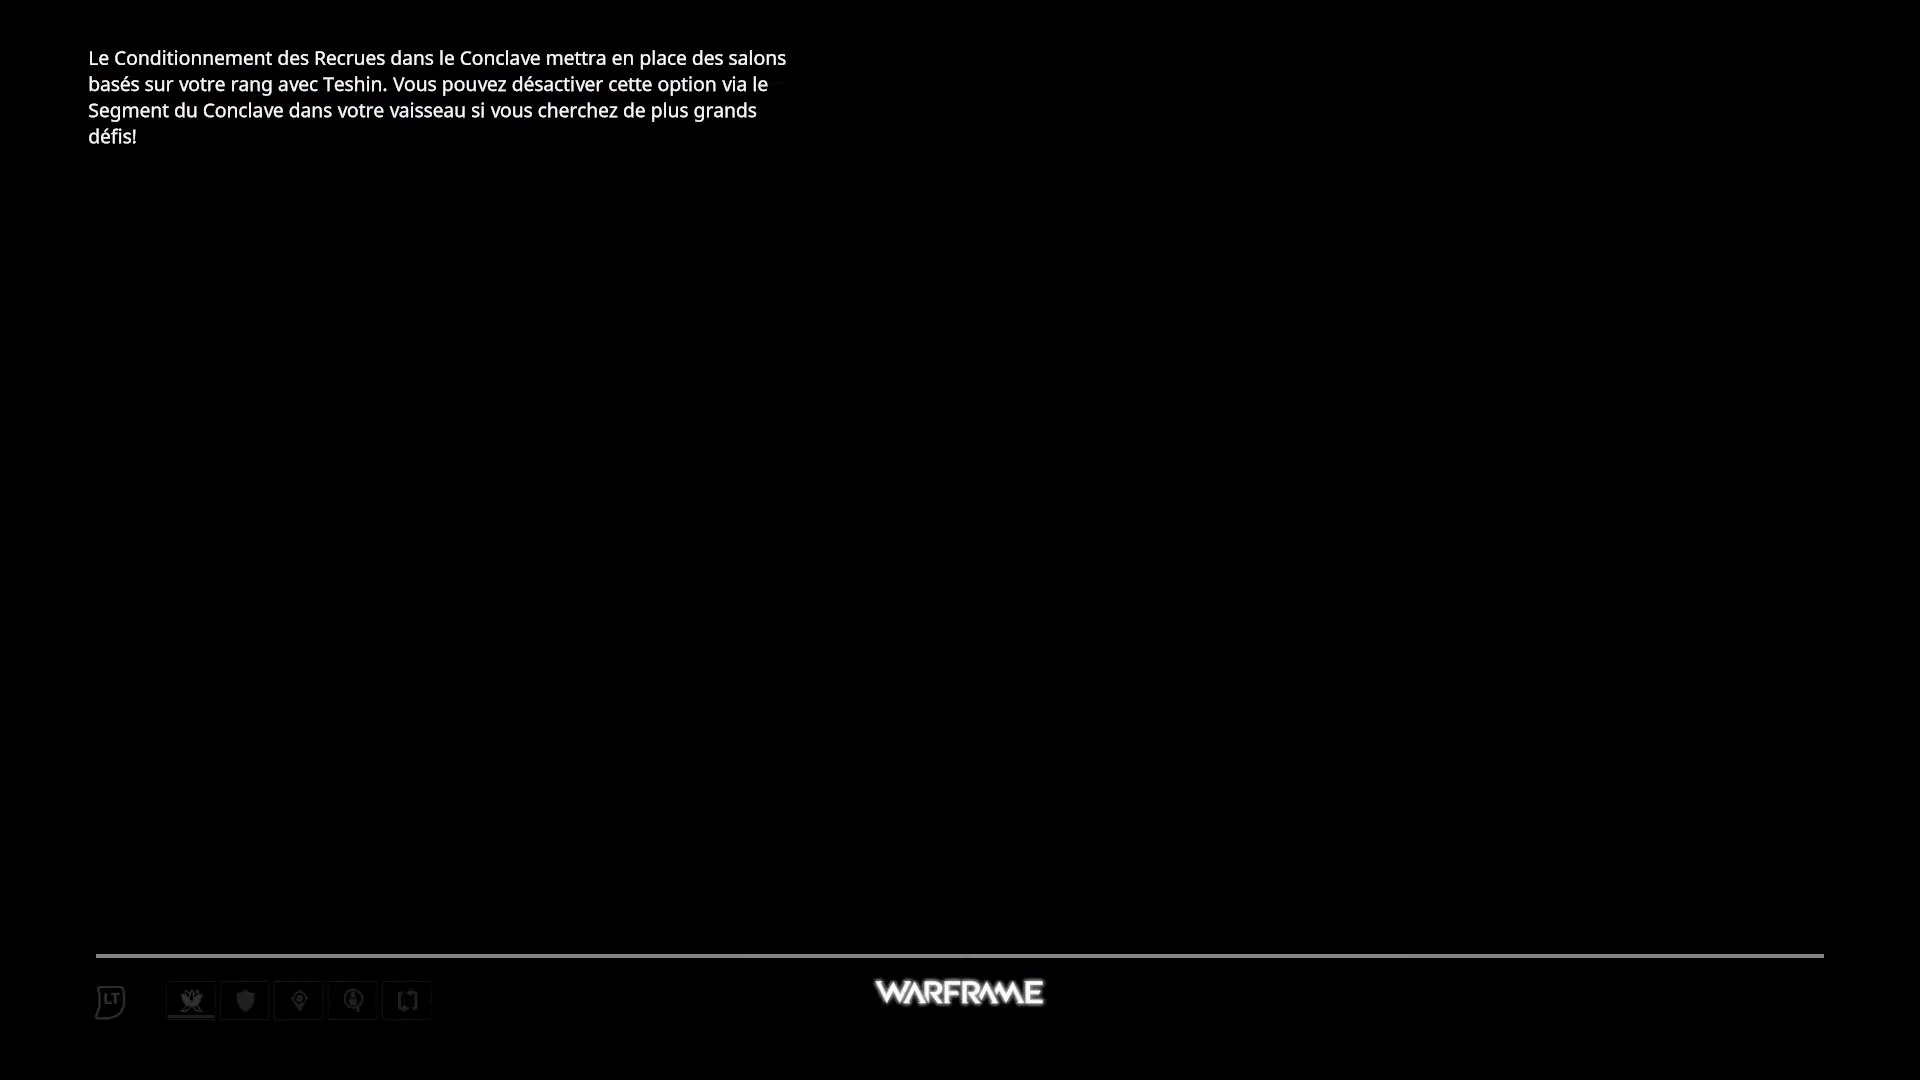 Le Conditionnement des Recrues dans le Conclave mettra en place des salons
basés sur votre rang avec Teshin. Vous pouvez désactiver cette option via le
Segment du Conclave dans votre vaisseau si vous cherchez de plus grands
défis!
LT
WARFRAME